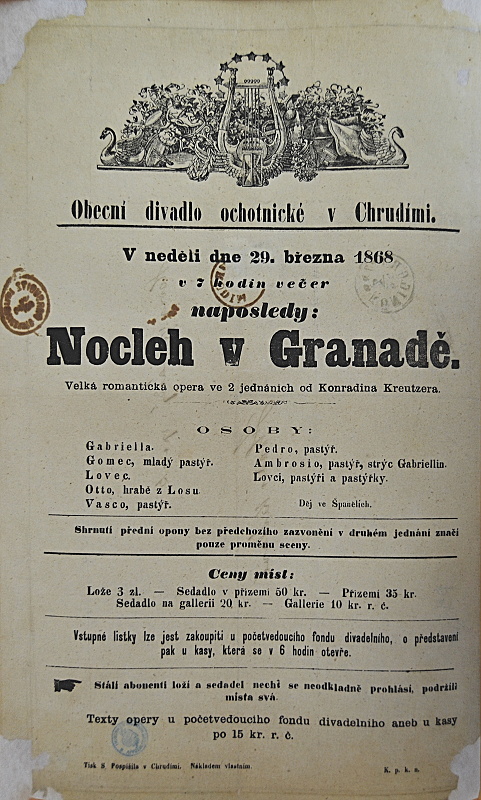 Obecní divadlo ochotnické v Chrudími.
V neděli dne 29. března 1868
v 7 hodin večer
naposledy:
Nocleh v Granadě.
Velká romantická opera ve 2 jednáních od Konradina Kreutzera.
OSOBY:
Gabriella.
Gomec, mladý pastýř.
Lovec.
Otto, hrabě z Losu.
Vasco, pastýř.
Pedro, pastýř.
Ambrosio, pastýř, strýc Gabriellin.
Lovci, pastýři a pastýřky.
Děj ve Španělích.
Shrnutí přední opony bez předchozího zazvonění v druhém jednání značí
pouze proměnu sceny.
Ceny míst:
Lože 3 zl. — Sedadlo v přízemí 50 kr. — Přízemí 35 kr.
Sedadlo na gallerii 20 kr. — Gallerie 10 kr. r. č.
Vstupné lístky lze jest zakoupiti u početvedoucího fondu divadelního, o představení
pak u kasy, která se v 6 hodin otevře.
Stálí abonenti loží a sedadel nechť se neodkladně prohlásí, podrží-li
místa svá.
Texty opery u početvedoucího fondu divadelního aneb u kasy
po 15 kr. r. č.
Tisk S. Pospíšila v Chrudími. Nákladem vlastním.
K. p. k. n.